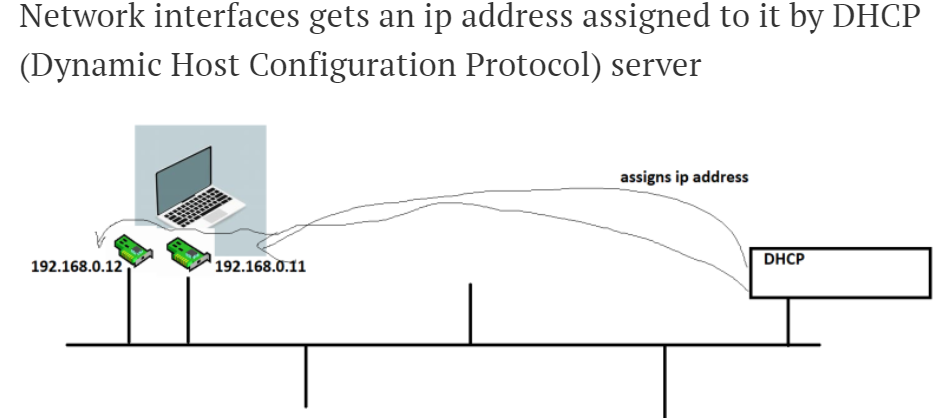 Network interfaces gets an ip address assigned to it by DHCP
(Dynamic Host Configuration Protocol) server
assigns ip address
DHCP
192.168.0.12
192.168.0.11